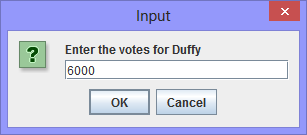 Input
Enter the votes for Duffy
6000
OK Cancel